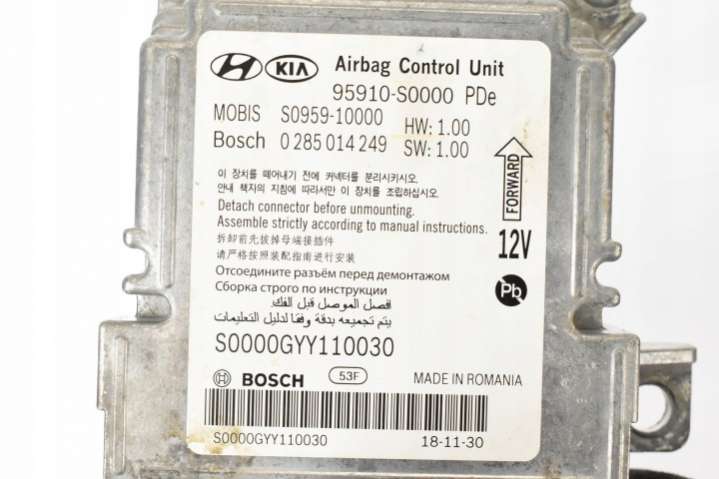 HYUNDAI KIA Airbag Control Unit
95910-S0000 PDe
MOBIS S0959-10000 HW: 1.00
Bosch 0 285 014 249 SW: 1.00
이 장치를 떼어내기 전에 커넥터를 분리시키시오.
안내 책자의 지침에 따라서만 이 장치를 조립하십시오.
Detach connector before unmounting.
Assemble strictly according to manual instructions.
拆卸前先拔掉母端接插件
请严格按照装配指南进行安装
Отсоедините разъём перед демонтажом
Сборка строго по инструкции
افصل الموصل قبل الفك.
يتم تجميعه بدقة وفقا لدليل التعليمات
FORWARD
12V
Pb
S0000GYY110030
BOSCH 53F MADE IN ROMANIA
S0000GYY110030 18-11-30